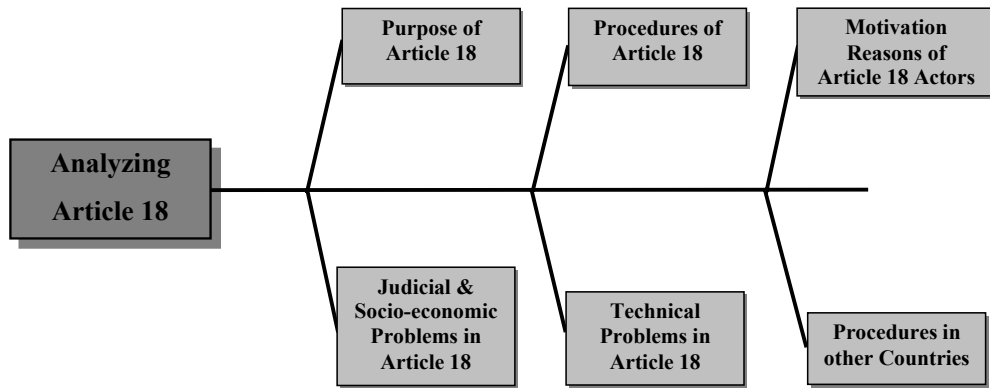 Purpose of
Article 18
Procedures of
Article 18
Motivation
Reasons of
Article 18 Actors
Analyzing
Article 18
Judicial &
Socio-economic
Problems in
Article 18
Technical
Problems in
Article 18
Procedures in
other Countries